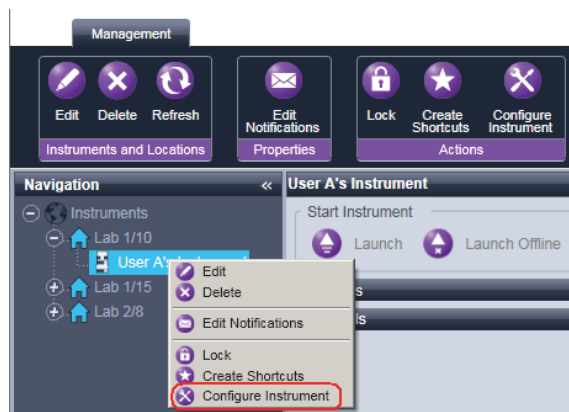 Management
Edit
Delete
Refresh
Edit
Notifications
Lock
Create
Shortcuts
Configure
Instrument
Instruments and Locations
Properties
Actions
Navigation
«
User A's Instrument
Instruments
Start Instrument
Lab 1/10
Launch
Launch Offline
User A's
Edit
Lab 1/15
Delete
Lab 2/8
Edit Notifications
Lock
Create Shortcuts
Configure Instrument